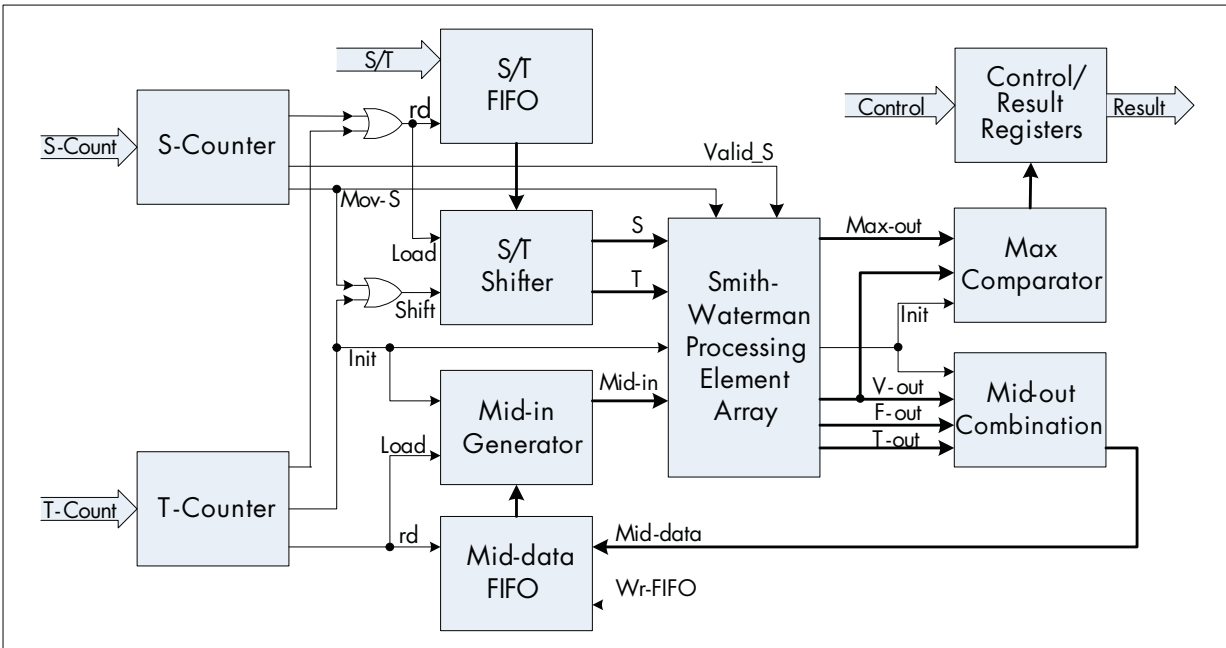 S/T
S/T
FIFO
Control
Control/
Result
Registers
Result
S-Count
S-Counter
rd
Valid_S
Mov-S
Load
S/T
Shifter
S
T
Shift
Smith-
Waterman
Processing
Element
Array
Max-out
Max
Comparator
Init
Init
Mid-in
Mid-in
Generator
Load
V-out
F-out
T-out
Mid-out
Combination
T-Count
T-Counter
rd
Mid-data
FIFO
Mid-data
Wr-FIFO